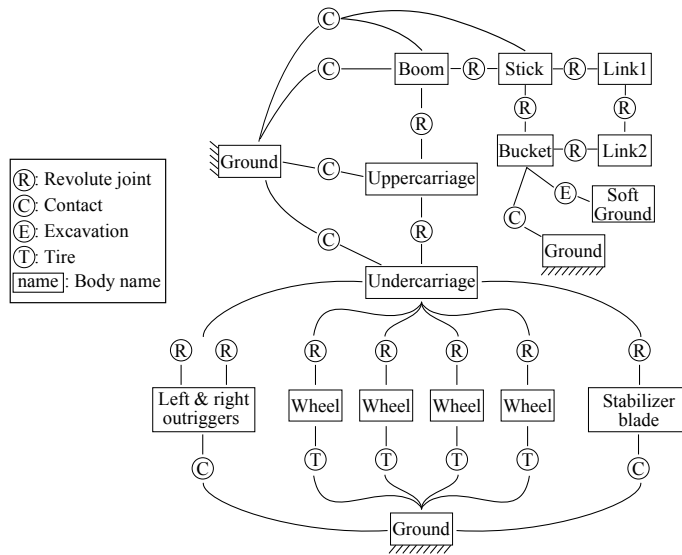 C
C
Boom
R
Stick
R
Link1
R
R
R
Ground
C
Uppercarriage
Bucket
R
Link2
R
C
E
Soft
Ground
C
Ground
Undercarriage
R: Revolute joint
C: Contact
E: Excavation
T: Tire
name: Body name
R
R
R
R
R
R
R
Left & right
outriggers
Wheel
Wheel
Wheel
Wheel
Stabilizer
blade
C
T
T
T
T
C
Ground